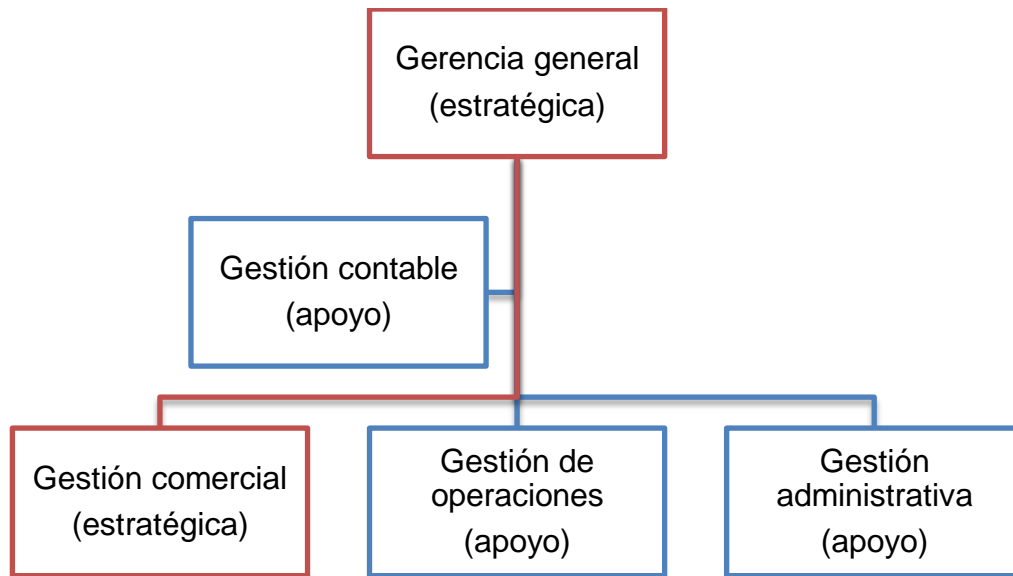 Gerencia general
(estratégica)
Gestión contable
(apoyo)
Gestión comercial
(estratégica)
Gestión de
operaciones
(apoyo)
Gestión
administrativa
(apoyo)